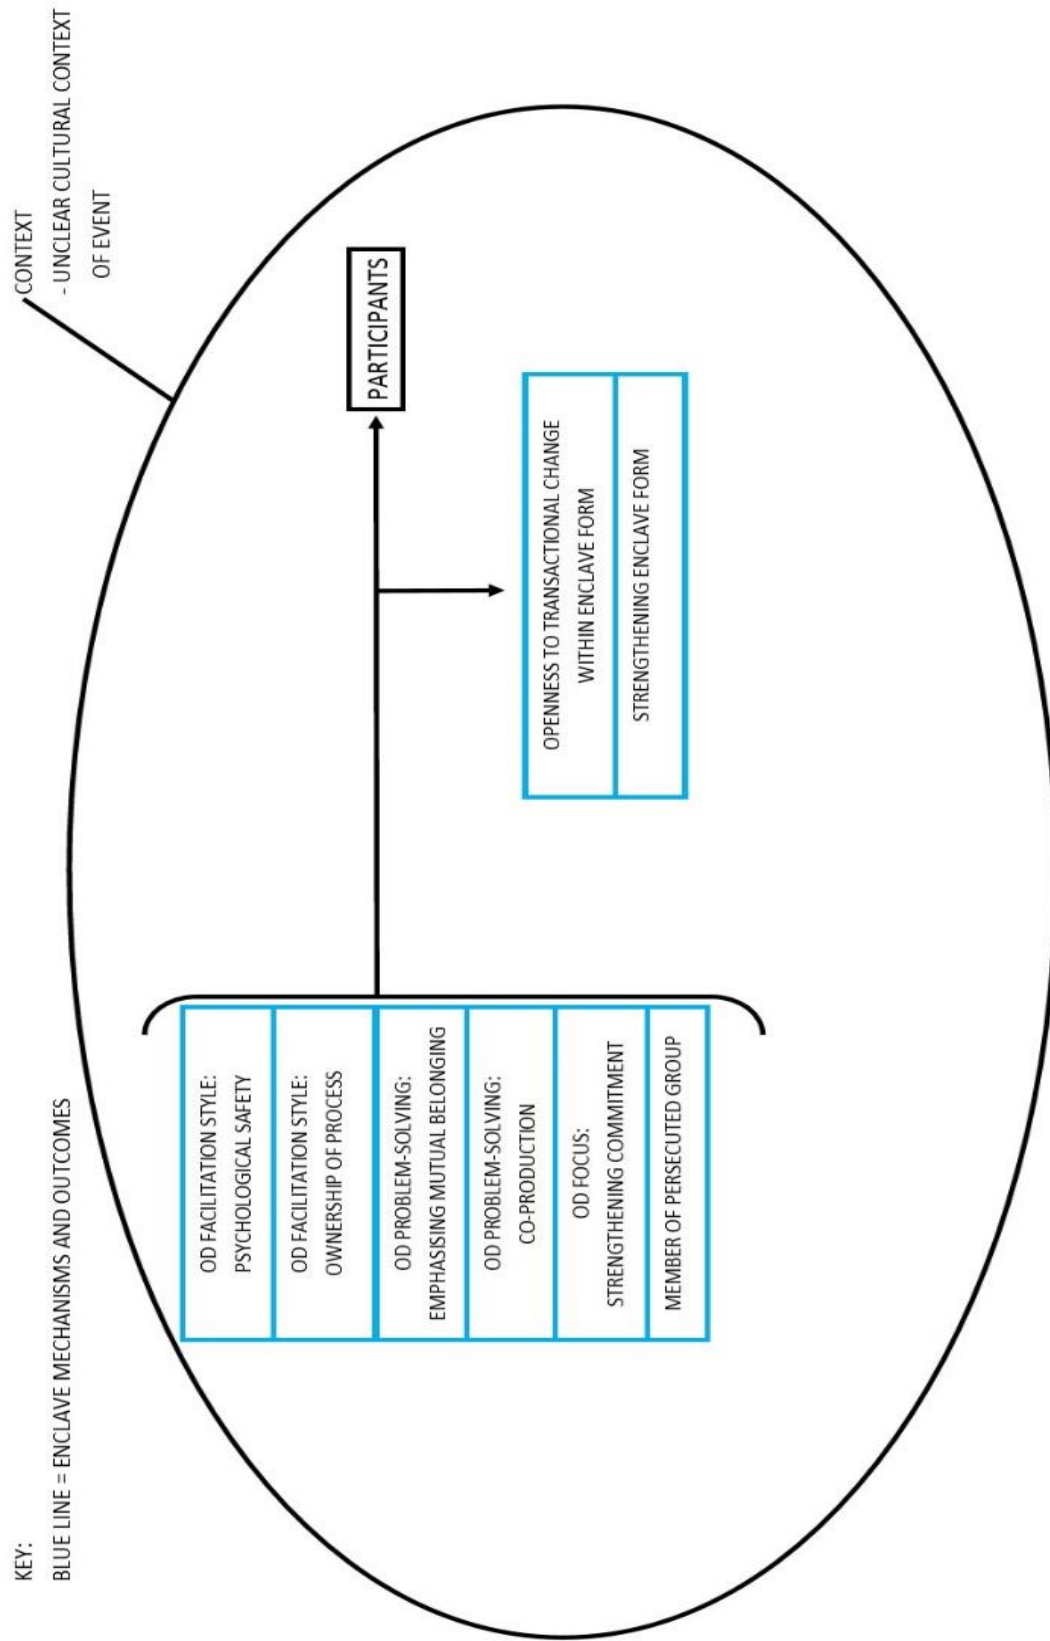 KEY:
BLUE LINE = ENCLAVE MECHANISMS AND OUTCOMES
CONTEXT
- UNCLEAR CULTURAL CONTEXT
OF EVENT
OD FACILITATION STYLE:
PSYCHOLOGICAL SAFETY
OD FACILITATION STYLE:
OWNERSHIP OF PROCESS
OD PROBLEM-SOLVING:
EMPHASISING MUTUAL BELONGING
OD PROBLEM-SOLVING:
CO-PRODUCTION
OD FOCUS:
STRENGTHENING COMMITMENT
MEMBER OF PERSECUTED GROUP
PARTICIPANTS
OPENNESS TO TRANSACTIONAL CHANGE
WITHIN ENCLAVE FORM
STRENGTHENING ENCLAVE FORM